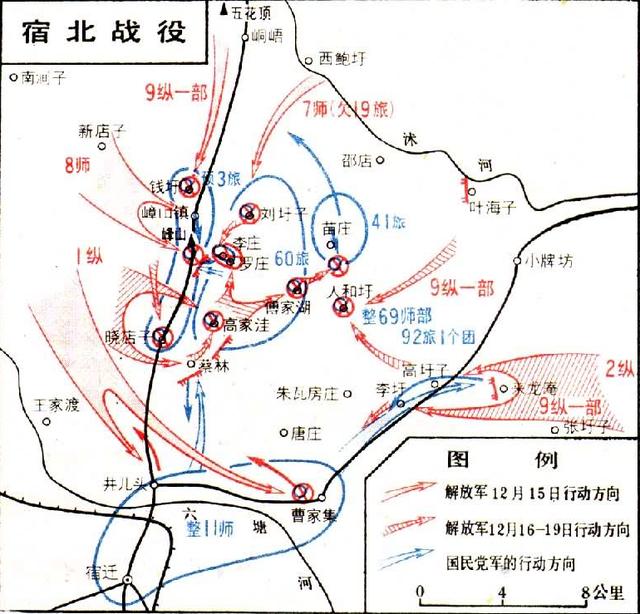 宿北战役
五花顶
峒峿
西鲍圩
南涧子
9纵一部
7师(欠19旅)
沭
河
新店子
8师
邵店
钱圩
预3旅
叶海子
嶂山镇
刘圩子
苗庄
41旅
峰山
李庄
罗庄
60旅
小牌坊
1纵
傅家湖
人和圩
9纵一部
整69师部
92旅1个团
晓店子
高家洼
蔡林
高圩子
2纵
朱瓦房庄
李圩
来龙庵
9纵一部
王家渡
唐庄
张圩子
井儿头
曹家集
六
塘
河
整11师
宿迁
图例
解放军12月15日行动方向
解放军12月16-19日行动方向
国民党军的行动方向
0 4 8公里